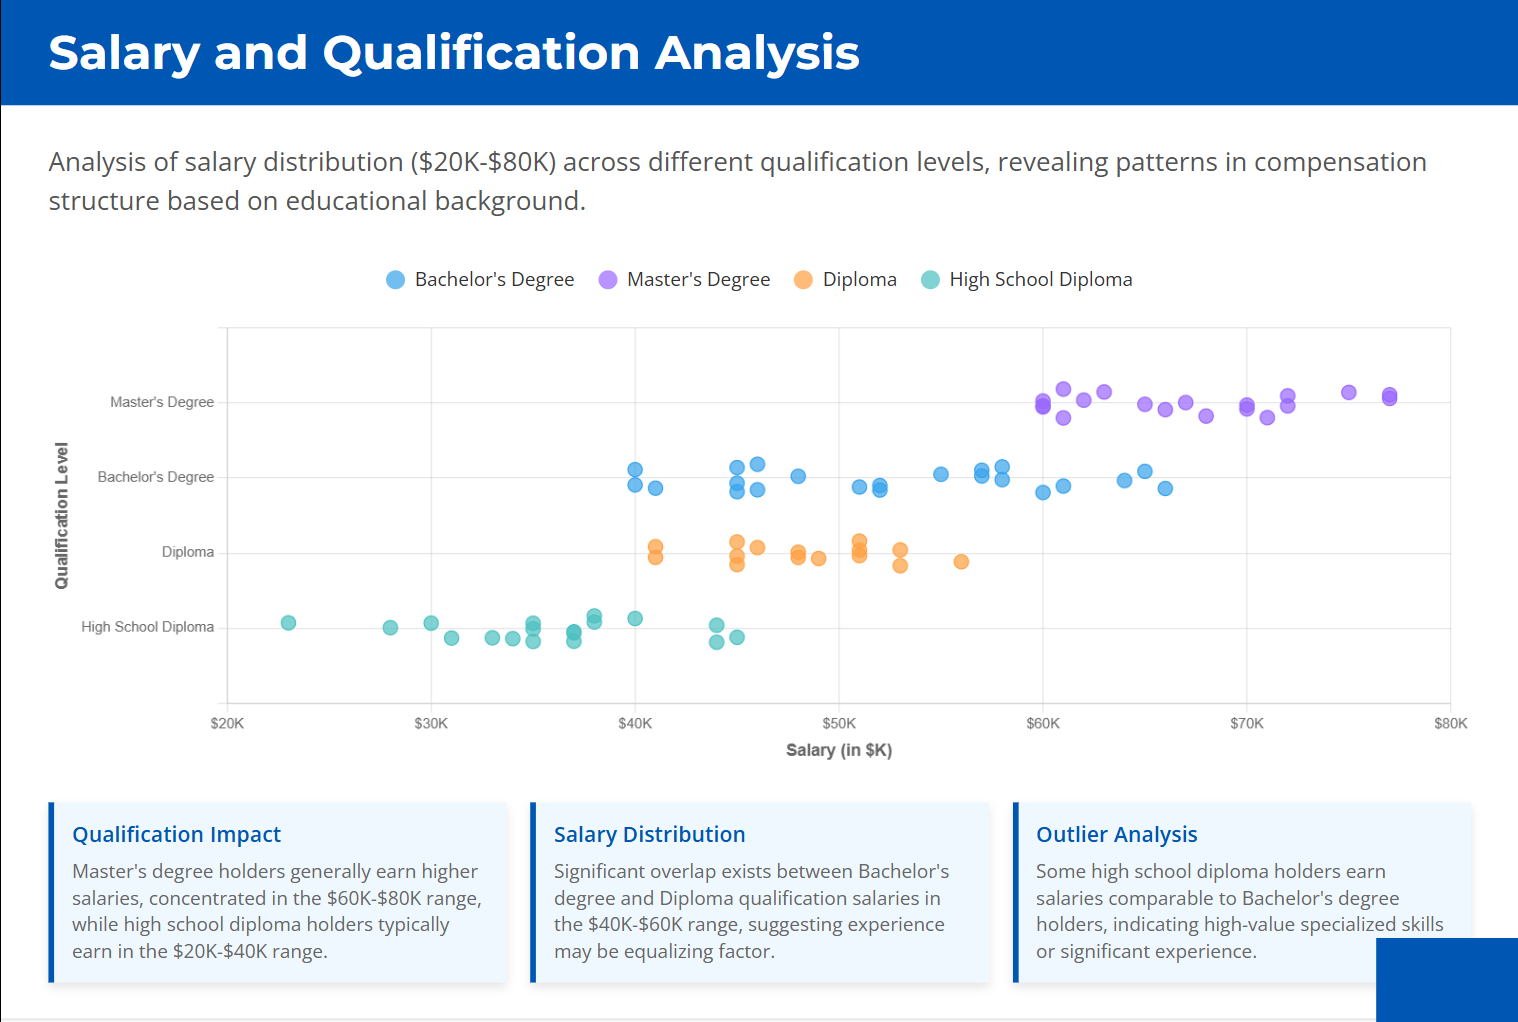 Salary and Qualification Analysis
Analysis of salary distribution ($20K-$80K) across different qualification levels, revealing patterns in compensation
structure based on educational background.
Bachelor's Degree
Master's Degree
Diploma
High School Diploma
Qualification Level
Master's Degree
Bachelor's Degree
Diploma
High School Diploma
$20K
$30K
$40K
$50K
$60K
$70K
$80K
Salary (in $K)
Qualification Impact
Master's degree holders generally earn higher
salaries, concentrated in the $60K-$80K range,
while high school diploma holders typically
earn in the $20K-$40K range.
Salary Distribution
Significant overlap exists between Bachelor's
degree and Diploma qualification salaries in
the $40K-$60K range, suggesting experience
may be equalizing factor.
Outlier Analysis
Some high school diploma holders earn
salaries comparable to Bachelor's degree
holders, indicating high-value specialized skills
or significant experience.